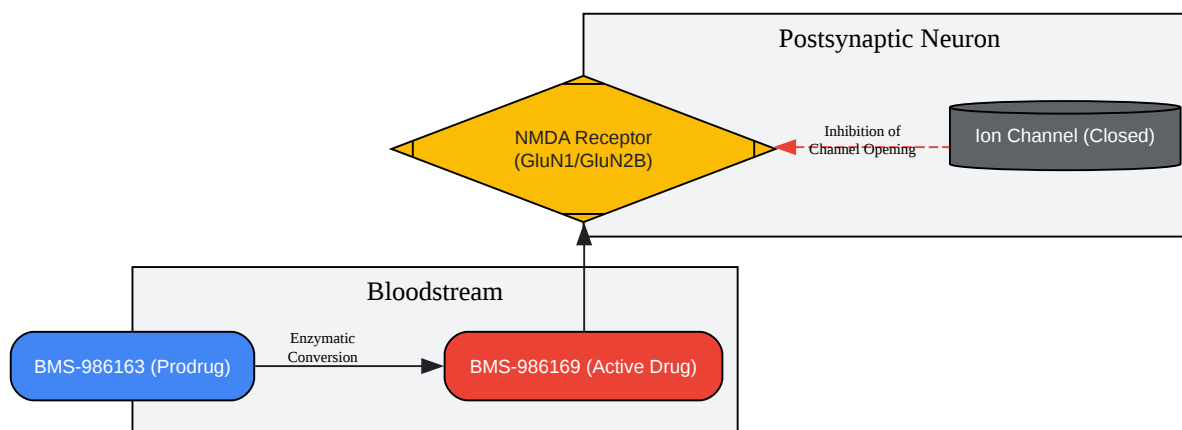 Postsynaptic Neuron
NMDA Receptor
(GluN1/GluN2B)
Inhibition of
Channel Opening
Ion Channel (Closed)
Bloodstream
BMS-986163 (Prodrug)
Enzymatic
Conversion
BMS-986169 (Active Drug)